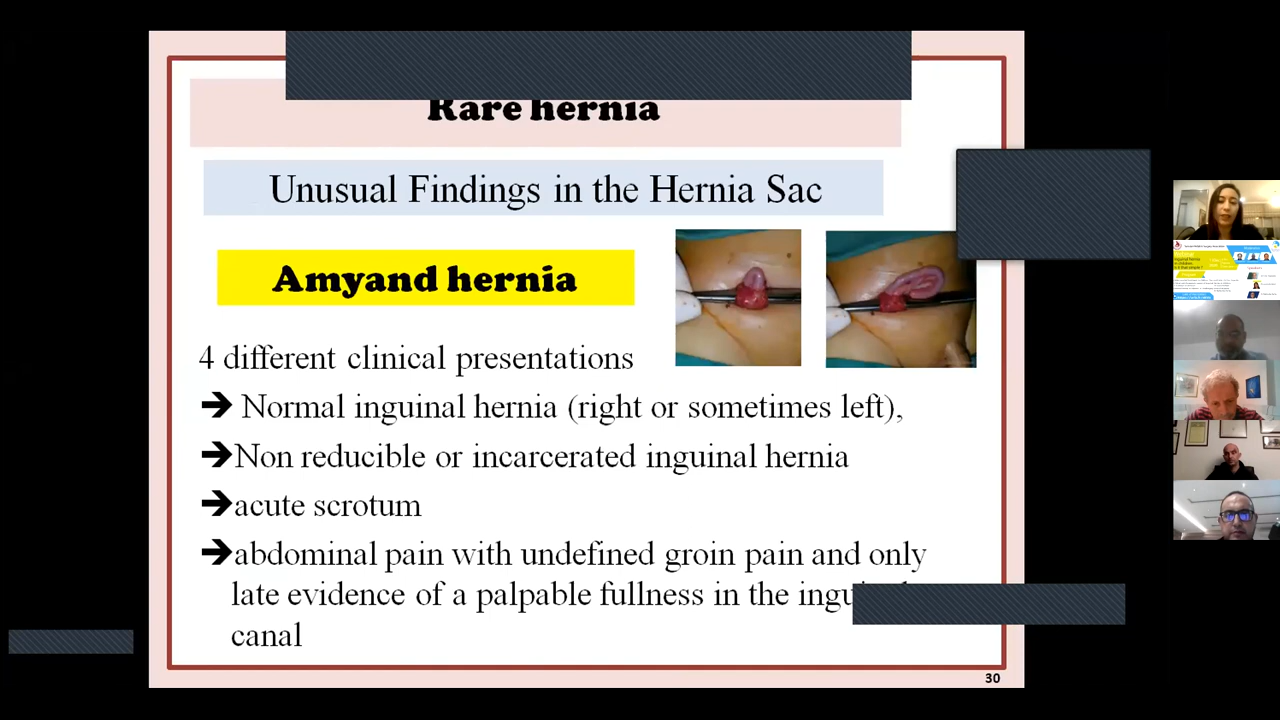 Rare hernia
Unusual Findings in the Hernia Sac
Amyand hernia
4 different clinical presentations
➔ Normal inguinal hernia (right or sometimes left),
➔Non reducible or incarcerated inguinal hernia
➔acute scrotum
➔abdominal pain with undefined groin pain and only
late evidence of a palpable fullness in the
canal
30